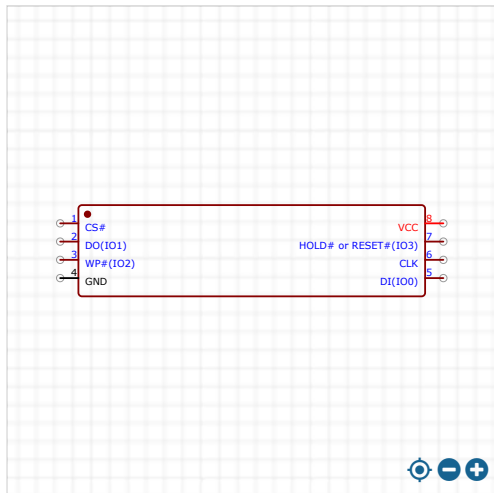 1 CS#
2 DO(IO1)
3 WP#(IO2)
4 GND
8 VCC
7 HOLD# or RESET#(IO3)
6 CLK
5 DI(IO0)